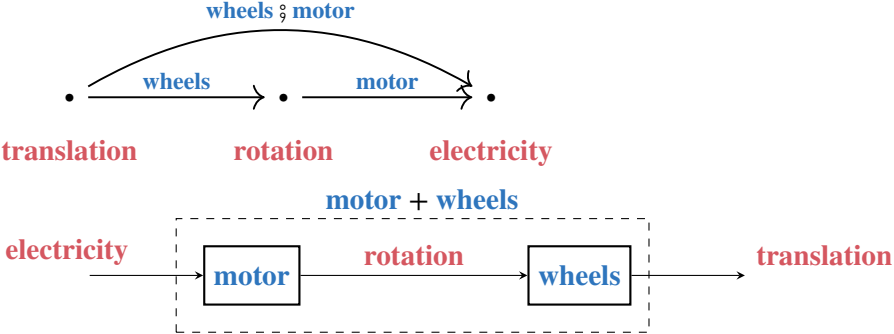 wheels ⨟ motor
wheels motor
translation rotation electricity
motor + wheels
electricity rotation translation
motor wheels